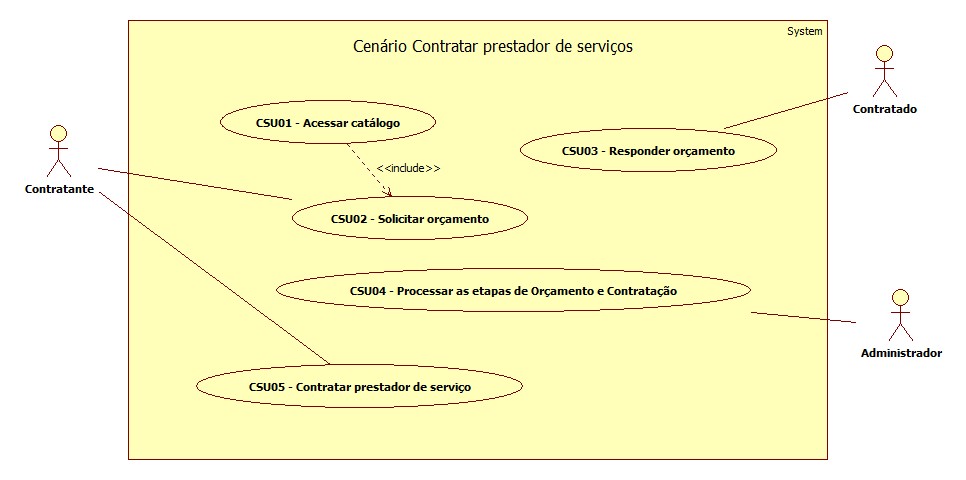 System
Cenário Contratar prestador de serviços
Contratado
CSU01 - Acessar catálogo
CSU03 - Responder orçamento
<<include>>
Contratante
CSU02 - Solicitar orçamento
CSU04 - Processar as etapas de Orçamento e Contratação
Administrador
CSU05 - Contratar prestador de serviço